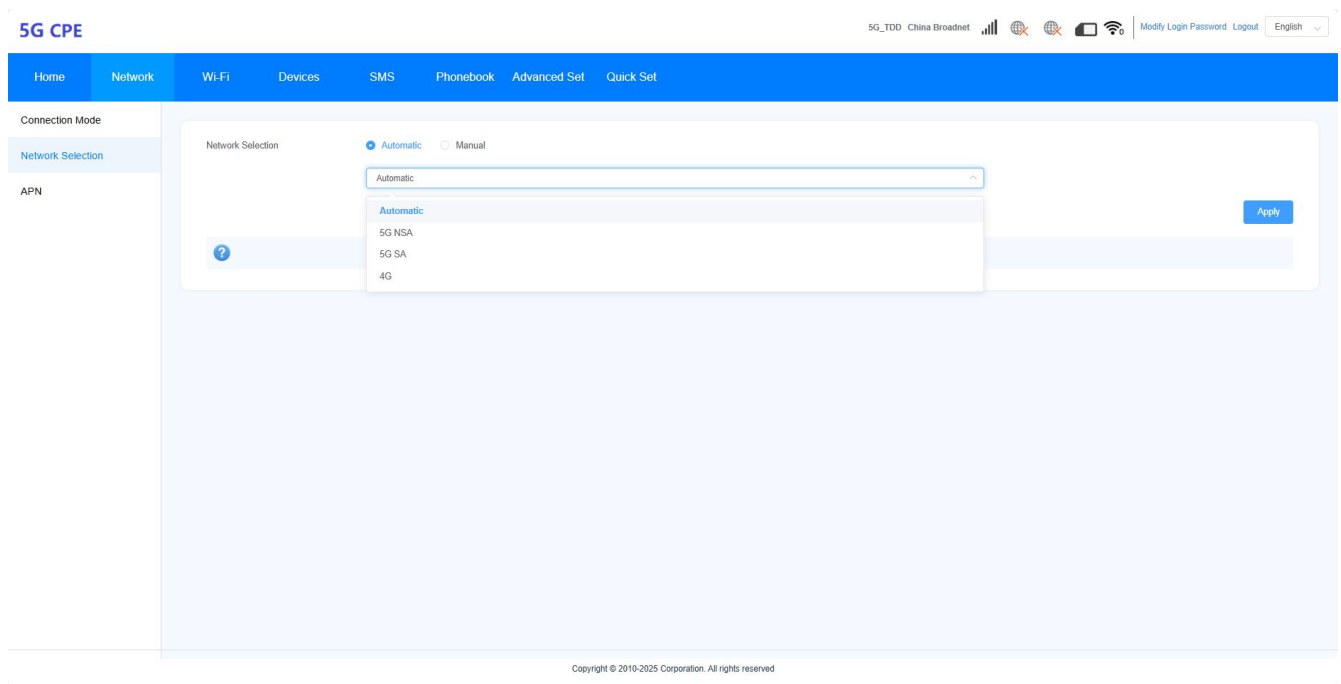 5G CPE
5G_TDD China Broadnet
0
Modify Login Password Logout English
Home Network Wi-Fi Devices SMS Phonebook Advanced Set Quick Set
Connection Mode
Network Selection
APN
Network Selection Automatic Manual
Automatic
Automatic
5G NSA
5G SA
4G
Apply
?
Copyright © 2010-2025 Corporation. All rights reserved